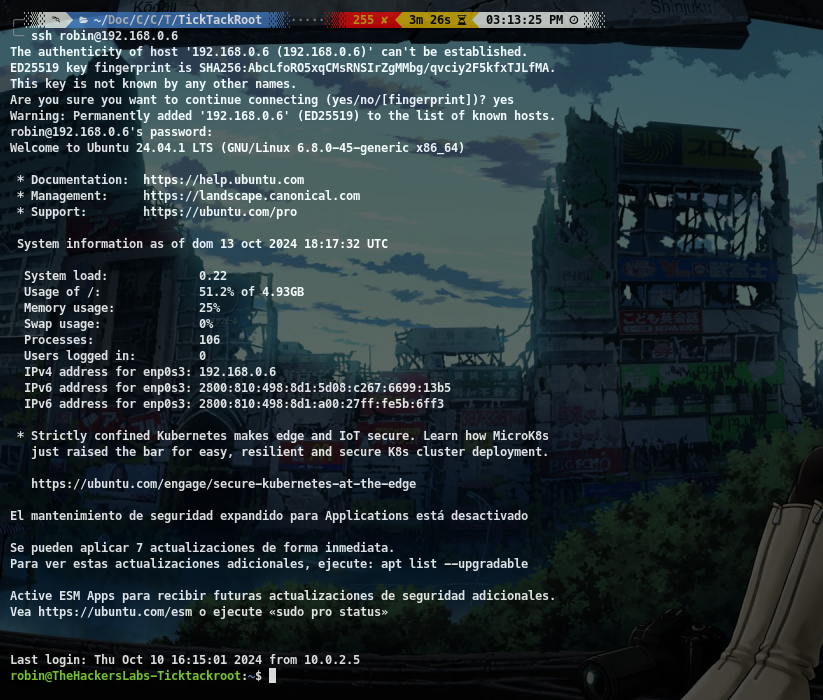 ~/Doc/C/C/T/TickTackRoot 255 ✘ 3m 26s 03:13:25 PM
ssh robin@192.168.0.6
The authenticity of host '192.168.0.6 (192.168.0.6)' can't be established.
ED25519 key fingerprint is SHA256:AbcLfoRO5xqCMsRNSIrZgMMbg/qvciy2F5kfxTJLfMA.
This key is not known by any other names.
Are you sure you want to continue connecting (yes/no/[fingerprint])? yes
Warning: Permanently added '192.168.0.6' (ED25519) to the list of known hosts.
robin@192.168.0.6's password:
Welcome to Ubuntu 24.04.1 LTS (GNU/Linux 6.8.0-45-generic x86_64)
* Documentation:  https://help.ubuntu.com
* Management:     https://landscape.canonical.com
* Support:        https://ubuntu.com/pro
System information as of dom 13 oct 2024 18:17:32 UTC
System load:             0.22
Usage of /:              51.2% of 4.93GB
Memory usage:            25%
Swap usage:              0%
Processes:               106
Users logged in:         0
IPv4 address for enp0s3: 192.168.0.6
IPv6 address for enp0s3: 2800:810:498:8d1:5d08:c267:6699:13b5
IPv6 address for enp0s3: 2800:810:498:8d1:a00:27ff:fe5b:6ff3
* Strictly confined Kubernetes makes edge and IoT secure. Learn how MicroK8s
just raised the bar for easy, resilient and secure K8s cluster deployment.
https://ubuntu.com/engage/secure-kubernetes-at-the-edge
El mantenimiento de seguridad expandido para Applications está desactivado
Se pueden aplicar 7 actualizaciones de forma inmediata.
Para ver estas actualizaciones adicionales, ejecute: apt list --upgradable
Active ESM Apps para recibir futuras actualizaciones de seguridad adicionales.
Vea https://ubuntu.com/esm o ejecute «sudo pro status»
Last login: Thu Oct 10 16:15:01 2024 from 10.0.2.5
robin@TheHackersLabs-Ticktackroot:~$
Shinjuku
こども英会話